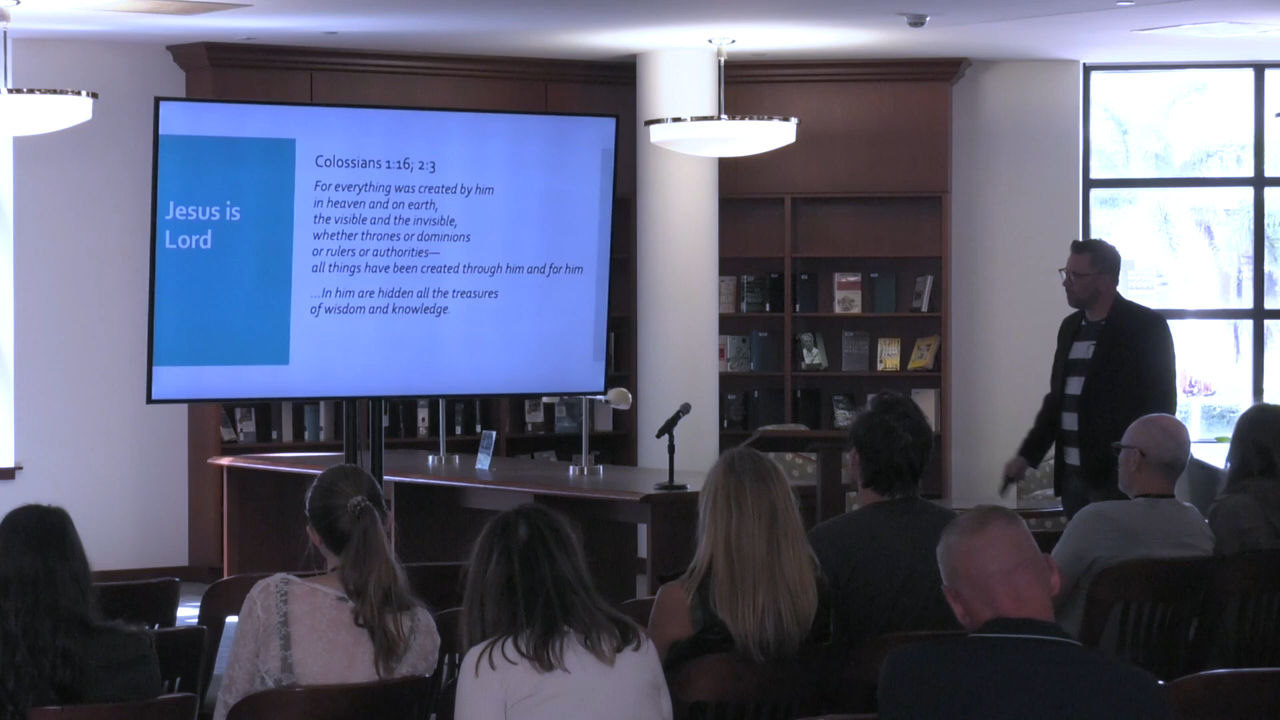 Jesus is
Lord
Colossians 1:16; 2:3
For everything was created by him
in heaven and on earth,
the visible and the invisible,
whether thrones or dominions
or rulers or authorities—
all things have been created through him and for him
...In him are hidden all the treasures
of wisdom and knowledge.